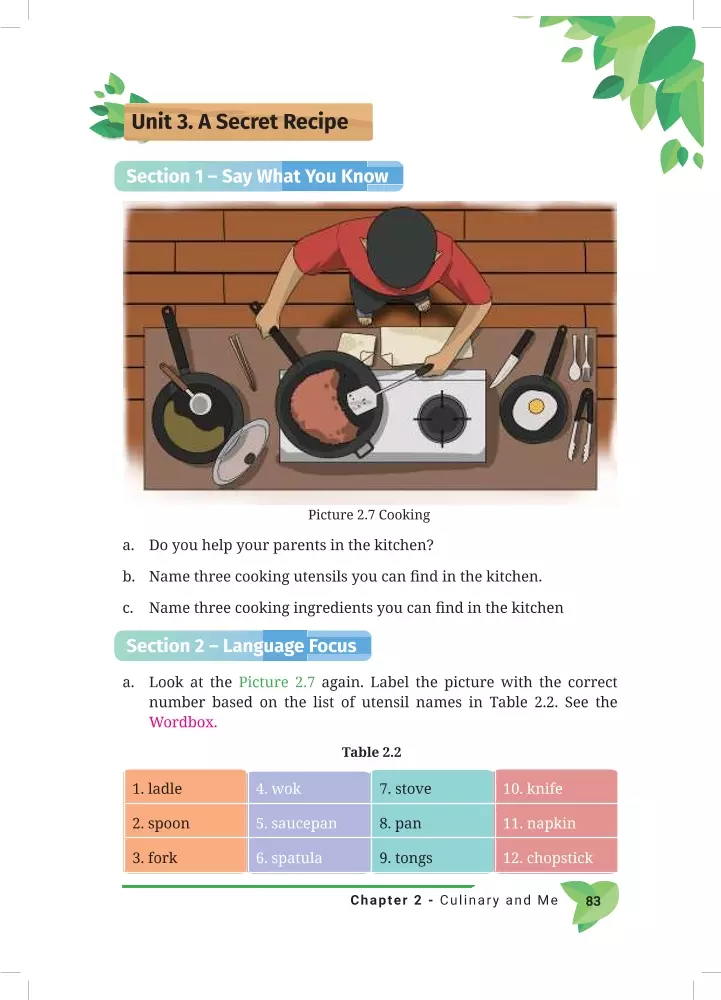 Unit 3. A Secret Recipe
Section 1 – Say What You Know
Picture 2.7 Cooking
a. Do you help your parents in the kitchen?
b. Name three cooking utensils you can find in the kitchen.
c. Name three cooking ingredients you can find in the kitchen
Section 2 – Language Focus
a. Look at the Picture 2.7 again. Label the picture with the correct
number based on the list of utensil names in Table 2.2. See the
Wordbox.
Table 2.2
1. ladle 4. wok 7. stove 10. knife
2. spoon 5. saucepan 8. pan 11. napkin
3. fork 6. spatula 9. tongs 12. chopstick
Chapter 2 - Culinary and Me 83